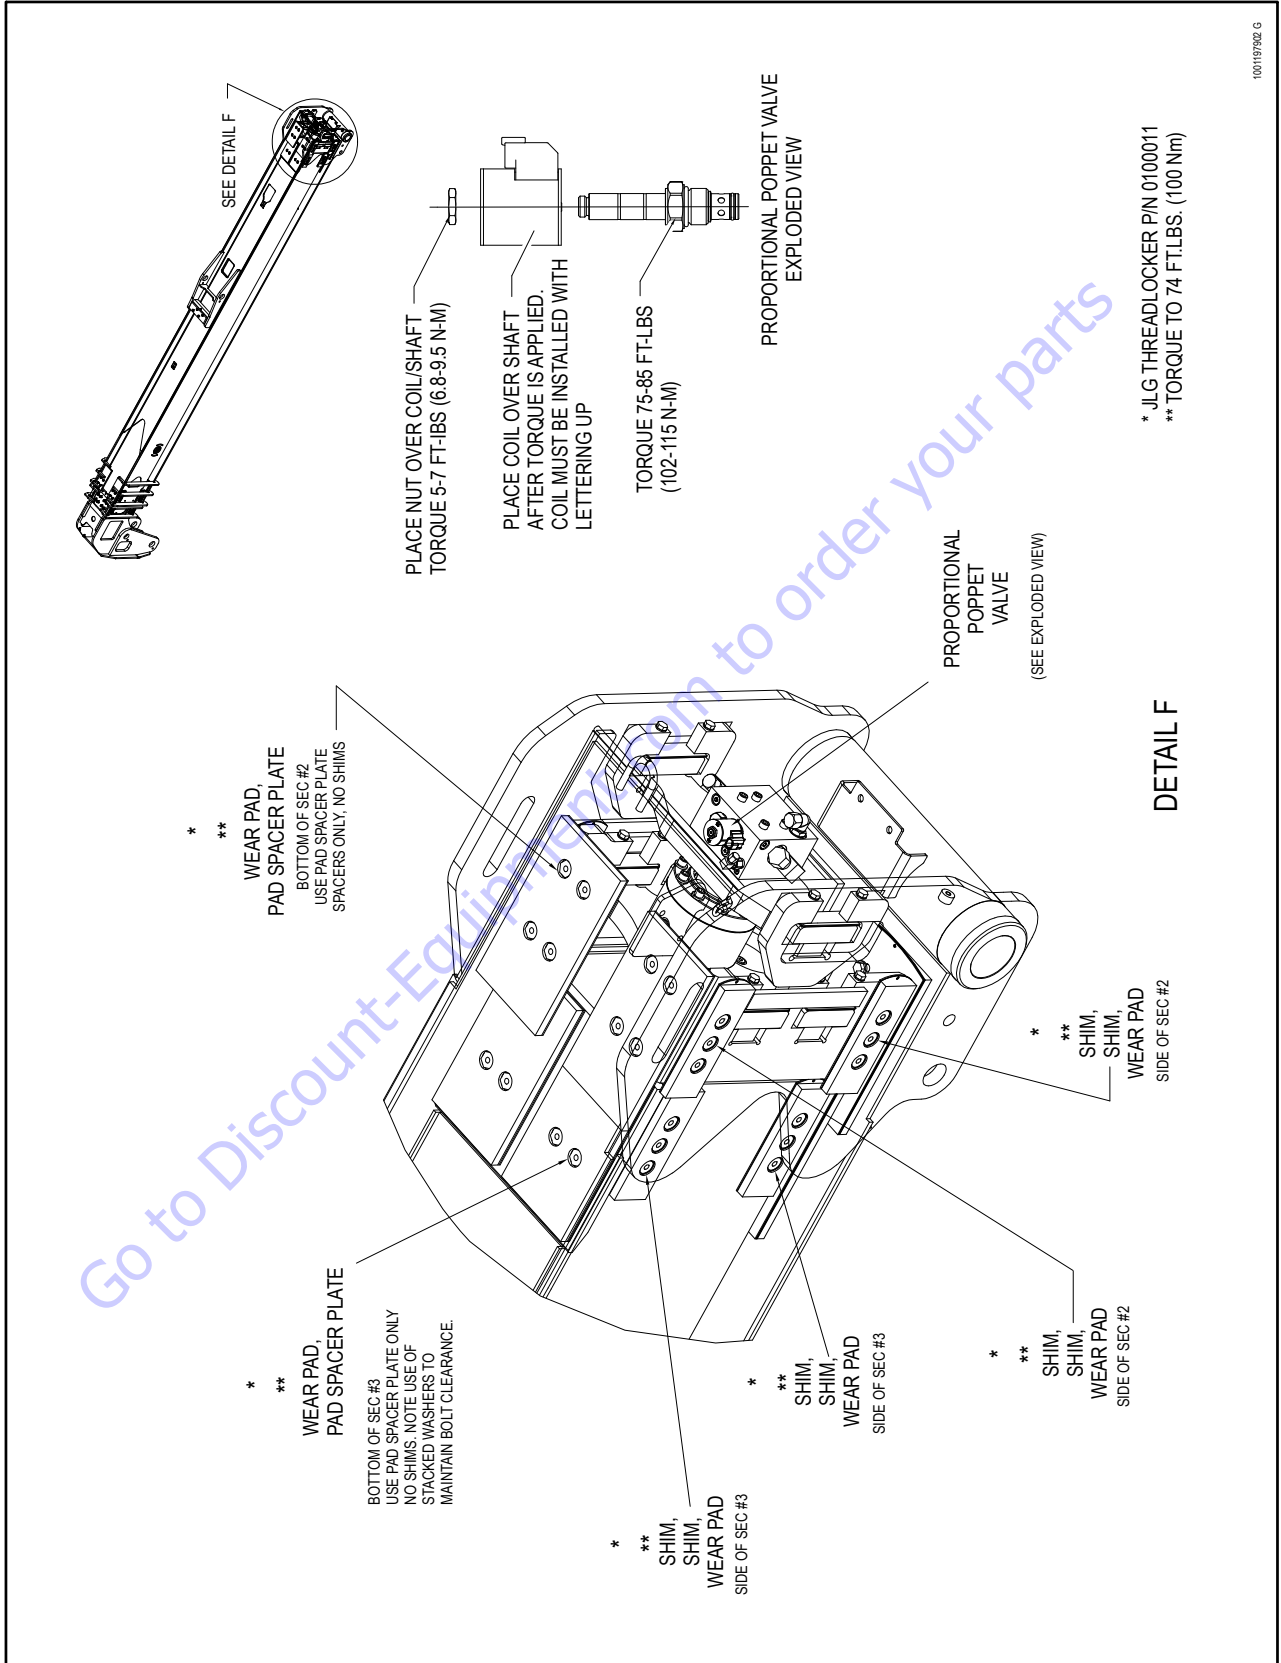 SEE DETAIL F
PLACE NUT OVER COIL/SHAFT
TORQUE 5-7 FT-lBS (6.8-9.5 N-M)
PLACE COIL OVER SHAFT
AFTER TORQUE IS APPLIED.
COIL MUST BE INSTALLED WITH
LETTERING UP
TORQUE 75-85 FT-LBS
(102-115 N-M)
PROPORTIONAL POPPET VALVE
EXPLODED VIEW
* JLG THREADLOCKER P/N 0100011
** TORQUE TO 74 FT.LBS. (100 Nm)
1001197902 G
*
**
WEAR PAD,
PAD SPACER PLATE
BOTTOM OF SEC #2
USE PAD SPACER PLATE
SPACERS ONLY, NO SHIMS
PROPORTIONAL
POPPET
VALVE
(SEE EXPLODED VIEW)
DETAIL F
*
**
WEAR PAD,
PAD SPACER PLATE
BOTTOM OF SEC #3
USE PAD SPACER PLATE ONLY
NO SHIMS. NOTE USE OF
STACKED WASHERS TO
MAINTAIN BOLT CLEARANCE.
*
**
SHIM,
SHIM,
WEAR PAD
SIDE OF SEC #3
*
**
SHIM,
SHIM,
WEAR PAD
SIDE OF SEC #3
*
**
SHIM,
SHIM,
WEAR PAD
SIDE OF SEC #2
*
**
SHIM,
SHIM,
WEAR PAD
SIDE OF SEC #2
Go to Discount-Equipment.com to order your parts